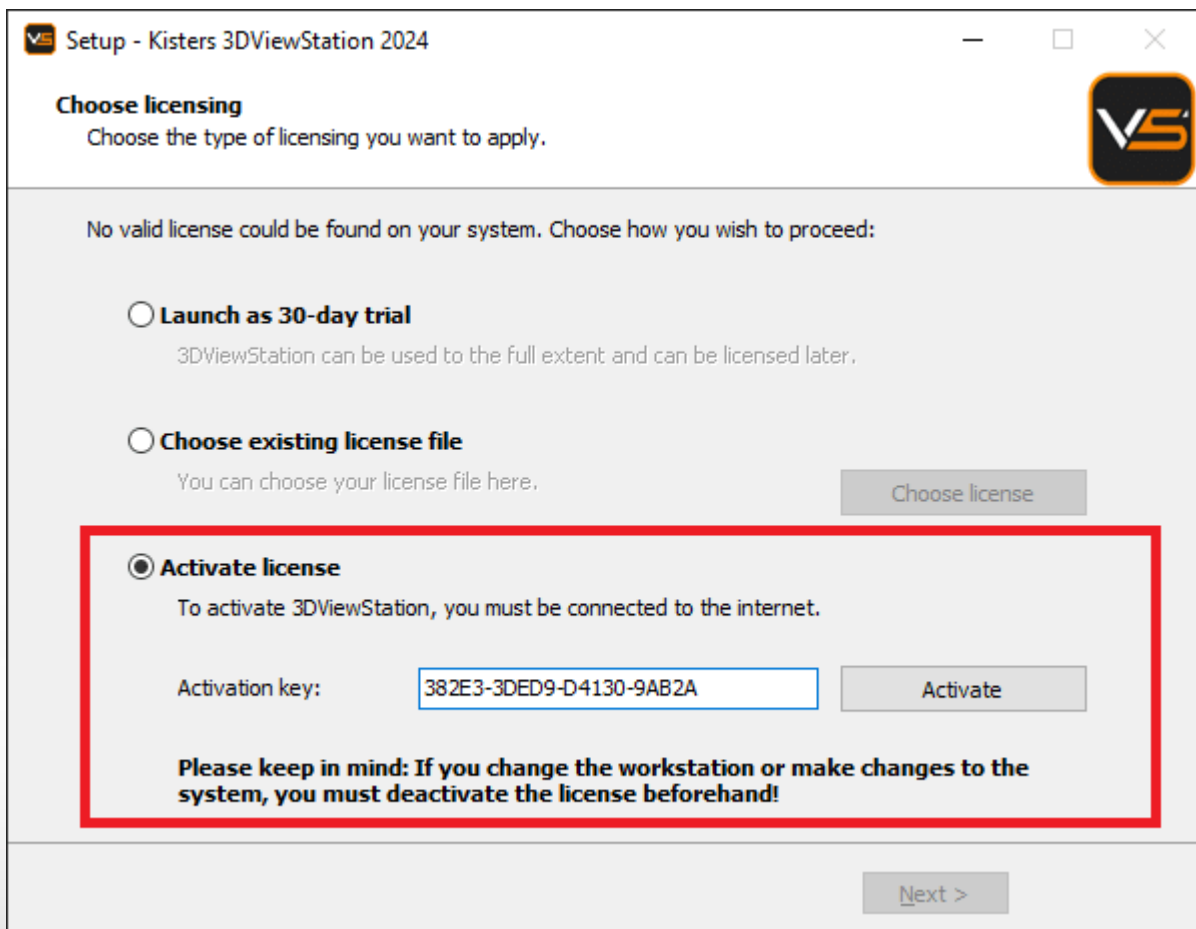 VS Setup - Kisters 3DViewStation 2024
Choose licensing
Choose the type of licensing you want to apply.
VS
No valid license could be found on your system. Choose how you wish to proceed:
Launch as 30-day trial
3DViewStation can be used to the full extent and can be licensed later.
Choose existing license file
You can choose your license file here.
Choose license
Activate license
To activate 3DViewStation, you must be connected to the internet.
Activation key: 382E3-3DED9-D4130-9AB2A Activate
Please keep in mind: If you change the workstation or make changes to the
system, you must deactivate the license beforehand!
Next >